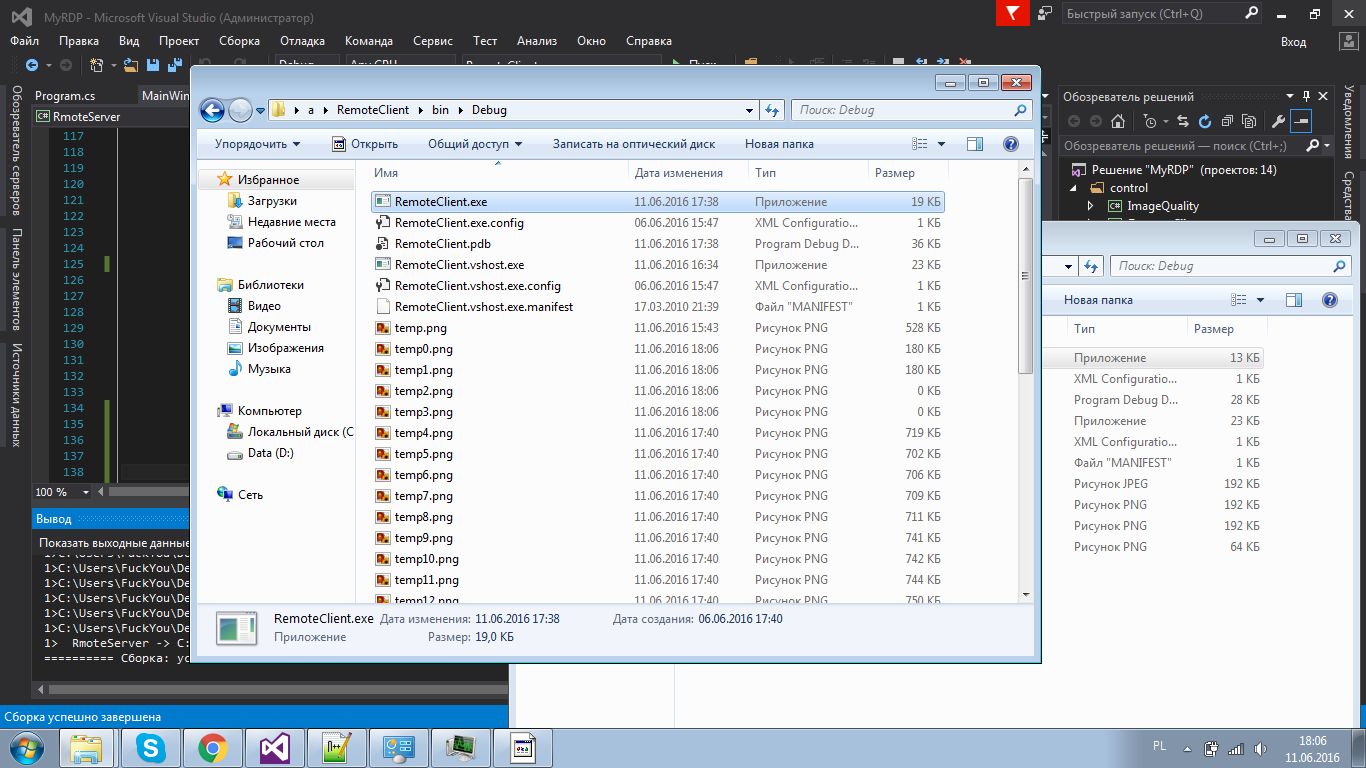 MyRDP - Microsoft Visual Studio (Администратор)
Быстрый запуск (Ctrl+Q)
Файл Правка Вид Проект Сборка Отладка Команда Сервис Тест Анализ Окно Справка
Вход
Обозреватель серверов
Панель элементов
Источники данных
Program.cs MainWin
RmoteServer
117
118
119
120
121
122
123
124
125
126
127
128
129
130
131
132
133
134
135
136
137
138
100 %
Вывод
Показать выходные данные
1>C:\Users\FuckYou\De
1>C:\Users\FuckYou\De
1>C:\Users\FuckYou\De
1>C:\Users\FuckYou\De
1>C:\Users\FuckYou\De
1> RmoteServer -> C:
========== Сборка: ус
Сборка успешно завершена
a RemoteClient bin Debug
Поиск: Debug
Упорядочить Открыть Общий доступ Записать на оптический диск Новая папка
Избранное
Загрузки
Недавние места
Рабочий стол
Библиотеки
Видео
Документы
Изображения
Музыка
Компьютер
Локальный диск (C
Data (D:)
Сеть
Имя Дата изменения Тип Размер
RemoteClient.exe 11.06.2016 17:38 Приложение 19 КБ
RemoteClient.exe.config 06.06.2016 15:47 XML Configuratio... 1 КБ
RemoteClient.pdb 11.06.2016 17:38 Program Debug D... 36 КБ
RemoteClient.vshost.exe 11.06.2016 16:34 Приложение 23 КБ
RemoteClient.vshost.exe.config 06.06.2016 15:47 XML Configuratio... 1 КБ
RemoteClient.vshost.exe.manifest 17.03.2010 21:39 Файл "MANIFEST" 1 КБ
temp.png 11.06.2016 15:43 Рисунок PNG 528 КБ
temp0.png 11.06.2016 18:06 Рисунок PNG 180 КБ
temp1.png 11.06.2016 18:06 Рисунок PNG 180 КБ
temp2.png 11.06.2016 18:06 Рисунок PNG 0 КБ
temp3.png 11.06.2016 18:06 Рисунок PNG 0 КБ
temp4.png 11.06.2016 17:40 Рисунок PNG 719 КБ
temp5.png 11.06.2016 17:40 Рисунок PNG 702 КБ
temp6.png 11.06.2016 17:40 Рисунок PNG 706 КБ
temp7.png 11.06.2016 17:40 Рисунок PNG 709 КБ
temp8.png 11.06.2016 17:40 Рисунок PNG 711 КБ
temp9.png 11.06.2016 17:40 Рисунок PNG 741 КБ
temp10.png 11.06.2016 17:40 Рисунок PNG 742 КБ
temp11.png 11.06.2016 17:40 Рисунок PNG 744 КБ
temp12.png 11.06.2016 17:40 Рисунок PNG 750 КБ
RemoteClient.exe Дата изменения: 11.06.2016 17:38 Дата создания: 06.06.2016 17:40
Приложение Размер: 19,0 КБ
Обозреватель решений
Обозреватель решений — поиск (Ctrl+;)
Решение "MyRDP" (проектов: 14)
control
ImageQuality
Уведомления
Свойства
Поиск: Debug
Новая папка
Тип Размер
Приложение 13 КБ
XML Configuratio... 1 КБ
Program Debug D... 28 КБ
Приложение 23 КБ
XML Configuratio... 1 КБ
Файл "MANIFEST" 1 КБ
Рисунок JPEG 192 КБ
Рисунок PNG 192 КБ
Рисунок PNG 192 КБ
Рисунок PNG 64 КБ
PL
18:06
11.06.2016